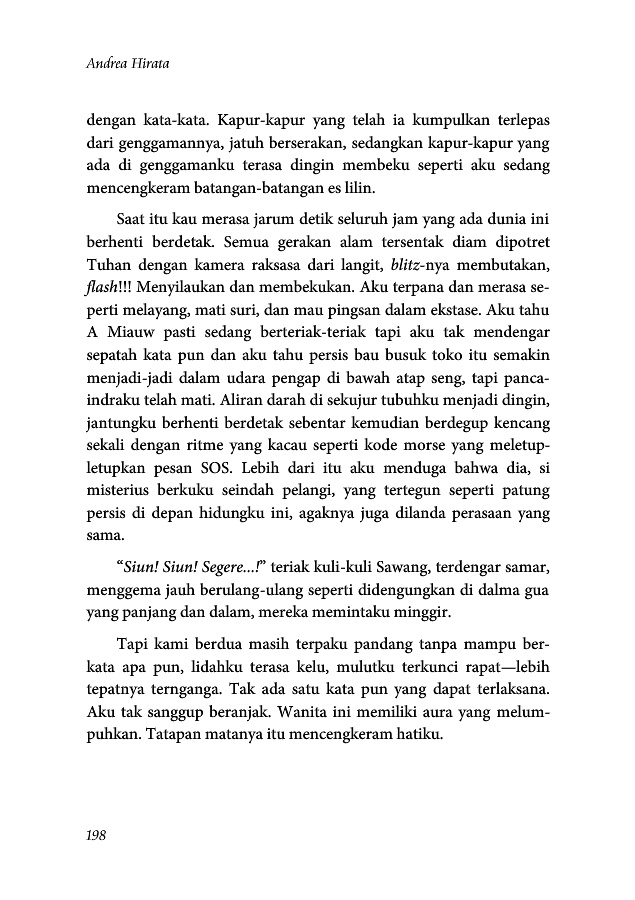 Andrea Hirata
dengan kata-kata. Kapur-kapur yang telah ia kumpulkan terlepas
dari genggamannya, jatuh berserakan, sedangkan kapur-kapur yang
ada di genggamanku terasa dingin membeku seperti aku sedang
mencengkeram batangan-batangan es lilin.
Saat itu kau merasa jarum detik seluruh jam yang ada dunia ini
berhenti berdetak. Semua gerakan alam tersentak diam dipotret
Tuhan dengan kamera raksasa dari langit, blitz-nya membutakan,
flash!!! Menyilaukan dan membekukan. Aku terpana dan merasa se-
perti melayang, mati suri, dan mau pingsan dalam ekstase. Aku tahu
A Miauw pasti sedang berteriak-teriak tapi aku tak mendengar
sepatah kata pun dan aku tahu persis bau busuk toko itu semakin
menjadi-jadi dalam udara pengap di bawah atap seng, tapi panca-
indraku telah mati. Aliran darah di sekujur tubuhku menjadi dingin,
jantungku berhenti berdetak sebentar kemudian berdegup kencang
sekali dengan ritme yang kacau seperti kode morse yang meletup-
letupkan pesan SOS. Lebih dari itu aku menduga bahwa dia, si
misterius berkuku seindah pelangi, yang tertegun seperti patung
persis di depan hidungku ini, agaknya juga dilanda perasaan yang
sama.
“Siun! Siun! Segere...!” teriak kuli-kuli Sawang, terdengar samar,
menggema jauh berulang-ulang seperti didengungkan di dalma gua
yang panjang dan dalam, mereka memintaku minggir.
Tapi kami berdua masih terpaku pandang tanpa mampu ber-
kata apa pun, lidahku terasa kelu, mulutku terkunci rapat—lebih
tepatnya ternganga. Tak ada satu kata pun yang dapat terlaksana.
Aku tak sanggup beranjak. Wanita ini memiliki aura yang melum-
puhkan. Tatapan matanya itu mencengkeram hatiku.
198